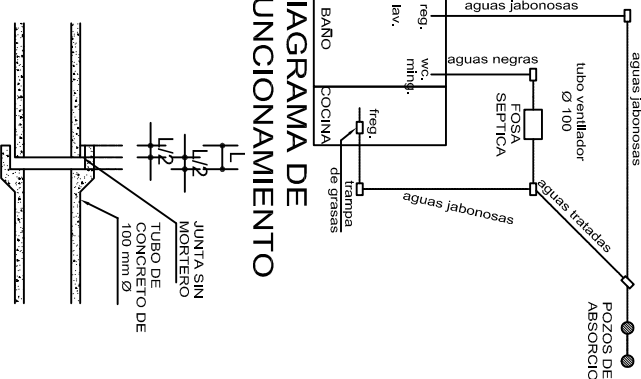 aguas jabonosas
reg.
lav.
BAÑO
aguas negras
wc.
ming.
COCINA
freg.
trampa
de grasas
aguas jabonosas
tubo ventilador
Ø 100
FOSA
SEPTICA
aguas jabonosas
aguas tratadas
POZOS DE
ABSORCIO
IAGRAMA DE
UNCIONAMIENTO
L
L/2
L/2
JUNTA SIN
MORTERO
TUBO DE
CONCRETO DE
100 mm Ø